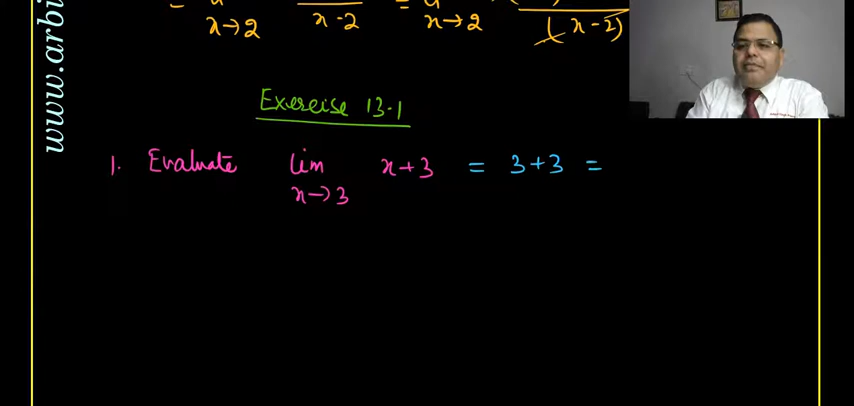 = x→2 x-2 = x→2 (x-2)
Exercise 13.1
1. Evaluate lim x+3 = 3+3 =
x→3
www.arbi